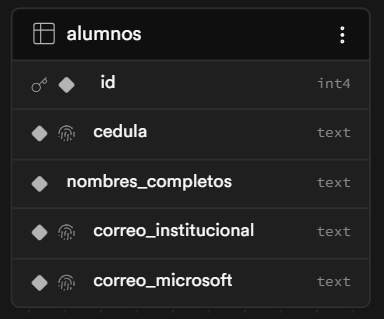 alumnos
id int4
cedula text
nombres_completos text
correo_institucional text
correo_microsoft text